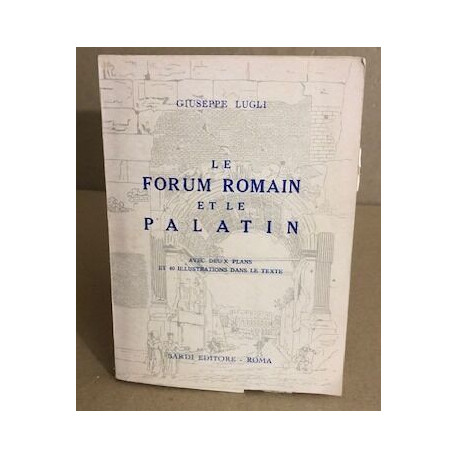 GIUSEPPE LUGLI
LE
FORUM ROMAIN
ET LE
PALATIN
AVEC DEUX PLANS
ET 40 ILLUSTRATIONS DANS LE TEXTE
BARDI EDITORE - ROMA